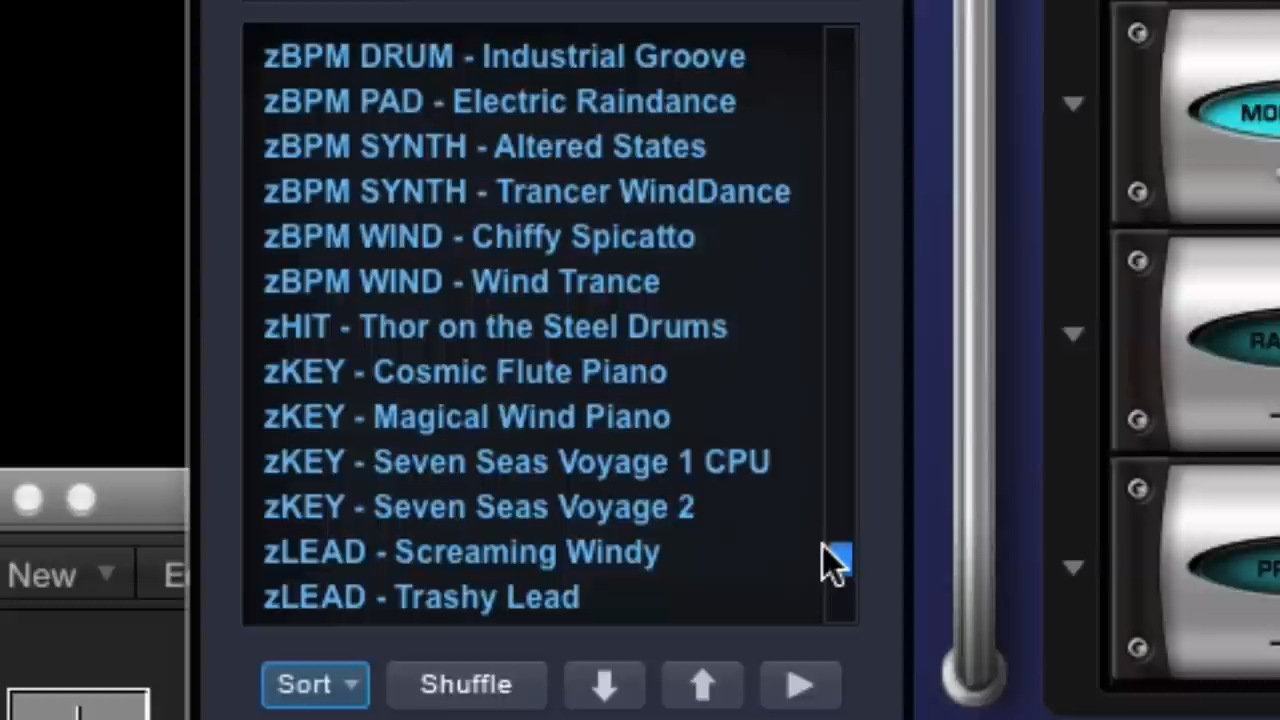 zBPM DRUM - Industrial Groove
zBPM PAD - Electric Raindance
zBPM SYNTH - Altered States
zBPM SYNTH - Trancer WindDance
zBPM WIND - Chiffy Spicatto
zBPM WIND - Wind Trance
zHIT - Thor on the Steel Drums
zKEY - Cosmic Flute Piano
zKEY - Magical Wind Piano
zKEY - Seven Seas Voyage 1 CPU
zKEY - Seven Seas Voyage 2
zLEAD - Screaming Windy
zLEAD - Trashy Lead
Sort Shuffle
New